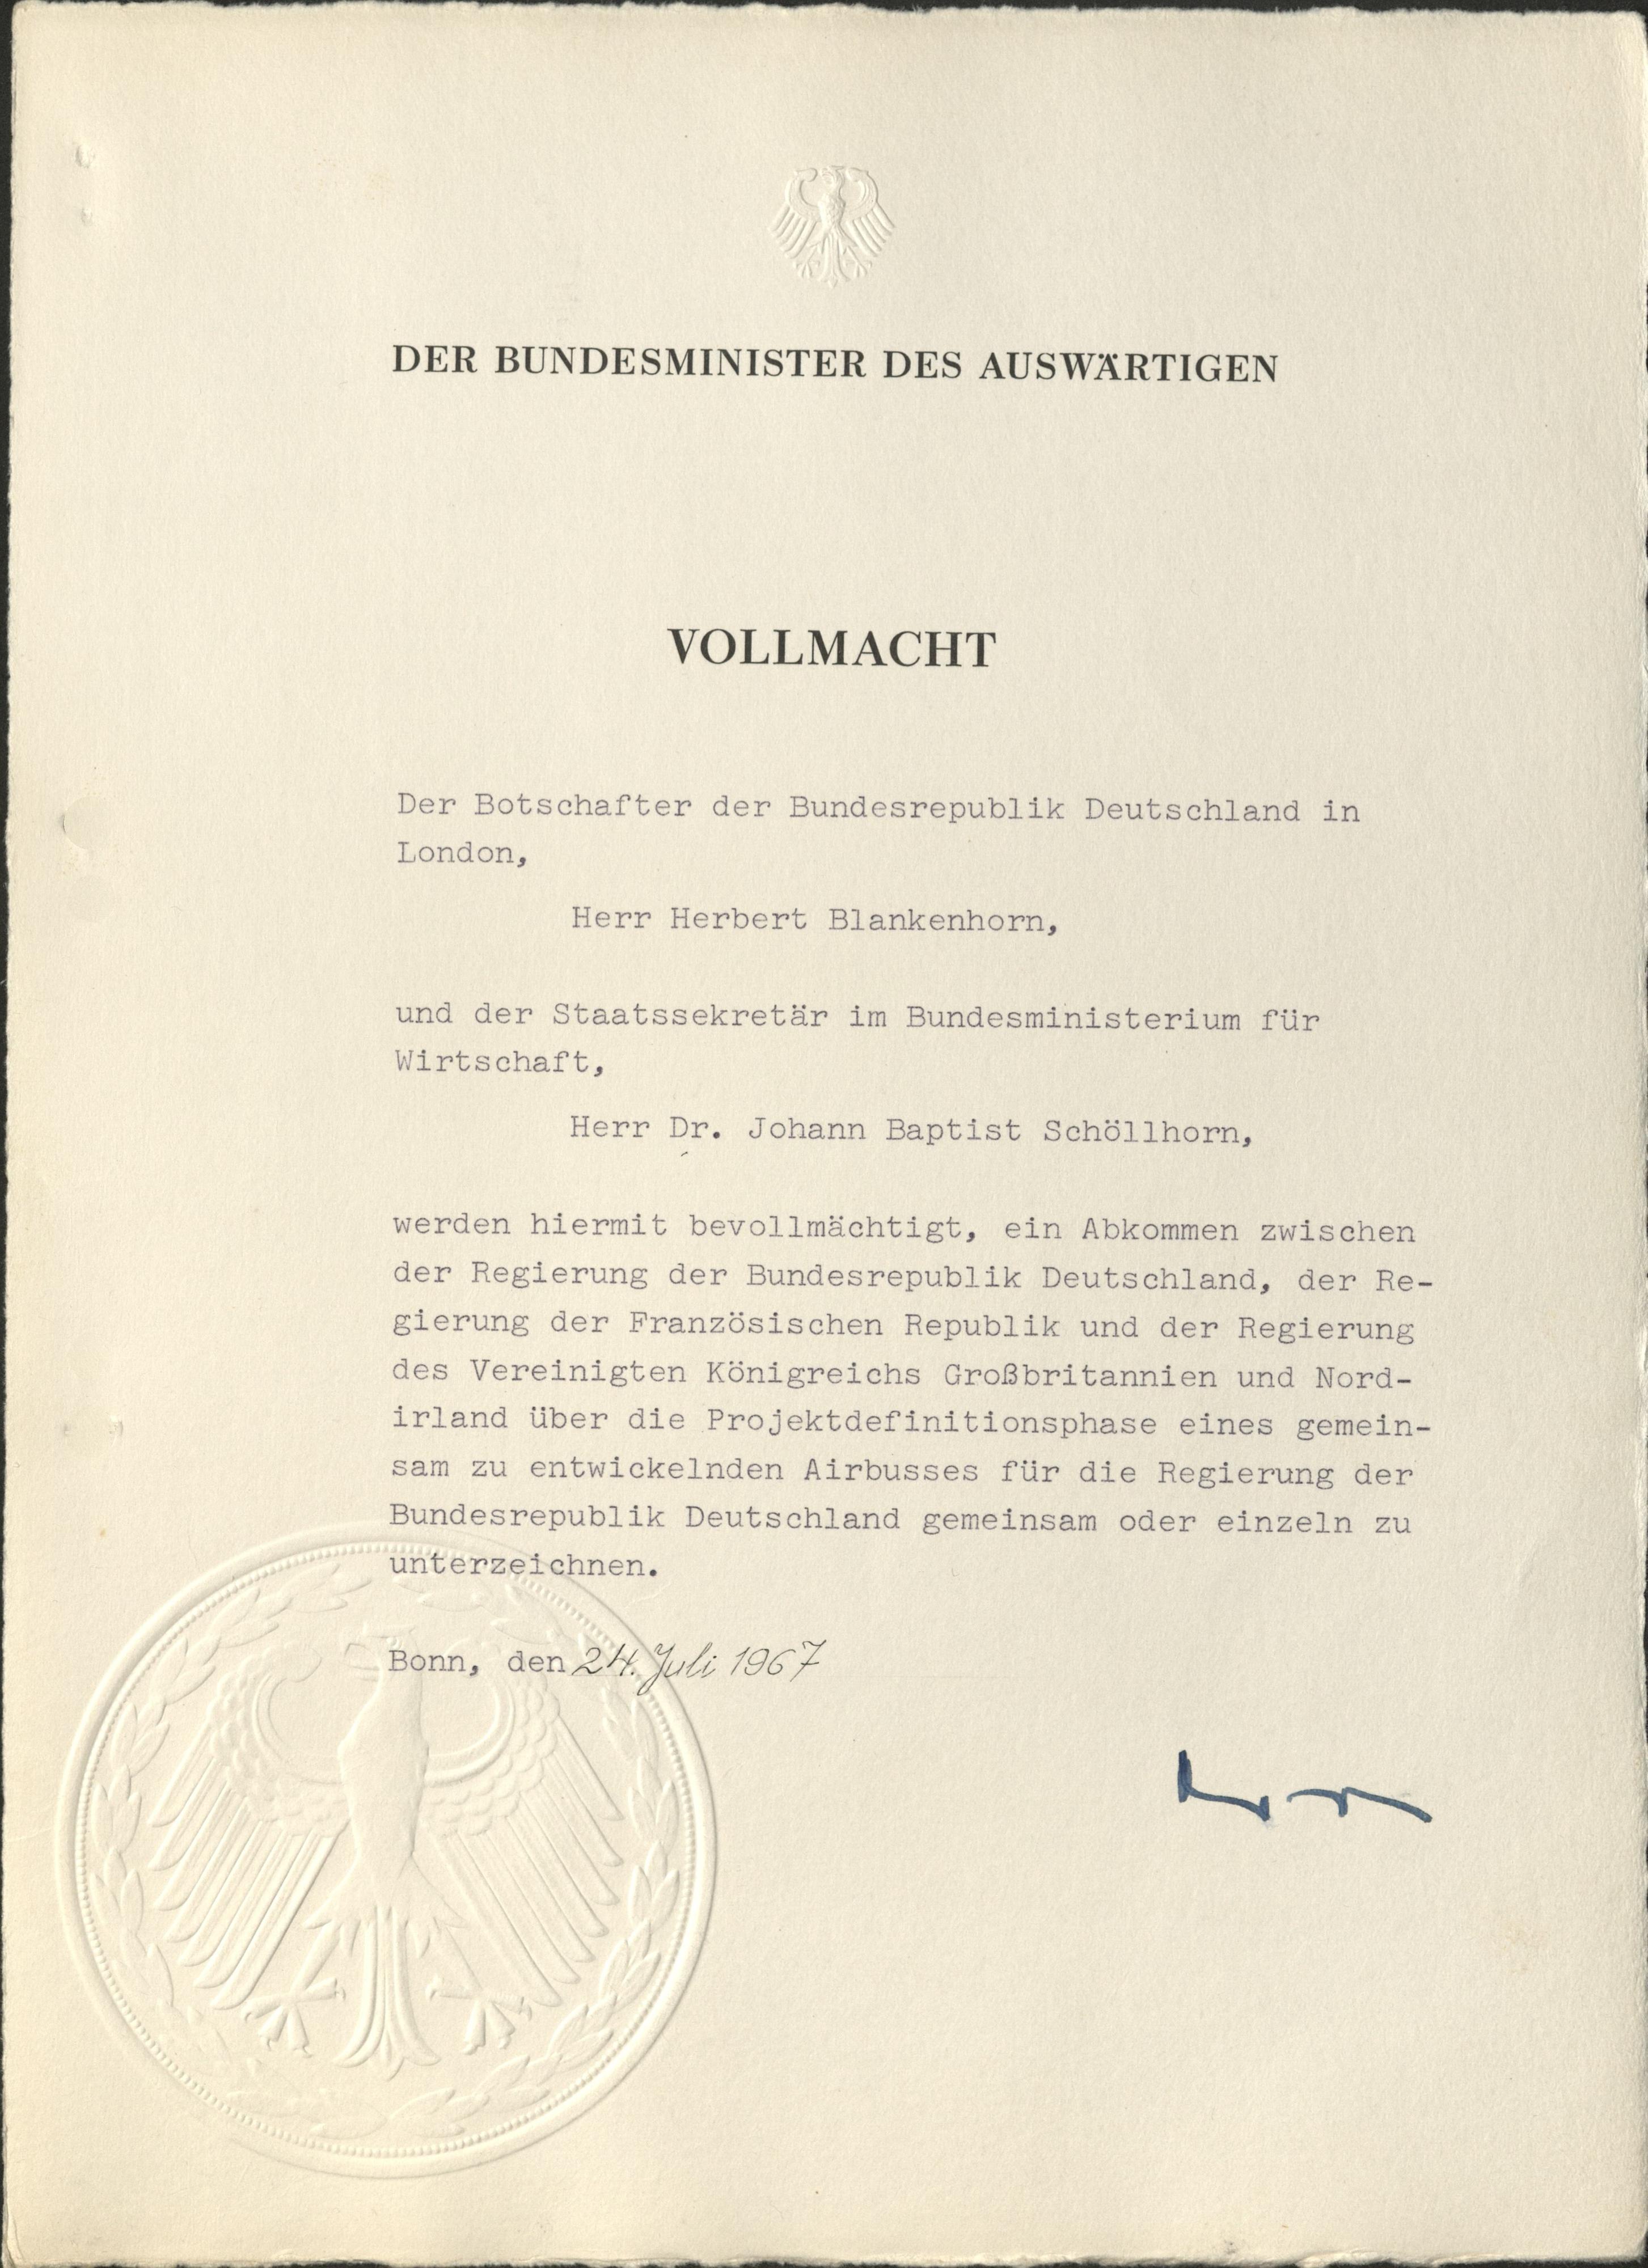 DER BUNDESMINISTER DES AUSWÄRTIGEN
VOLLMACHT
Der Botschafter der Bundesrepublik Deutschland in
London,
Herr Herbert Blankenhorn,
und der Staatssekretär im Bundesministerium für
Wirtschaft,
Herr Dr. Johann Baptist Schöllhorn,
werden hiermit bevollmächtigt, ein Abkommen zwischen
der Regierung der Bundesrepublik Deutschland, der Re-
gierung der Französischen Republik und der Regierung
des Vereinigten Königreichs Großbritannien und Nord-
irland über die Projektdefinitionsphase eines gemein-
sam zu entwickelnden Airbusses für die Regierung der
Bundesrepublik Deutschland gemeinsam oder einzeln zu
unterzeichnen.
Bonn, den 24. Juli 1967